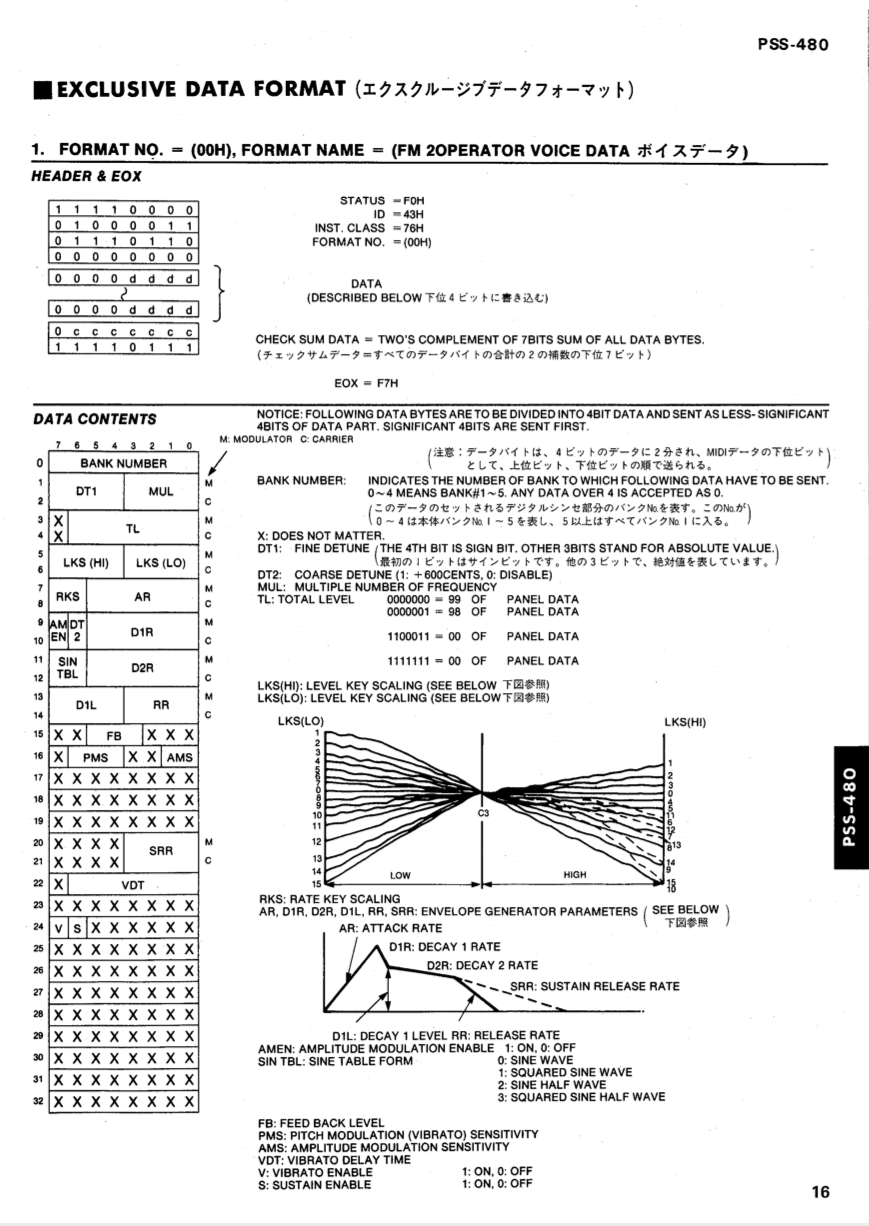 PSS-480
■EXCLUSIVE DATA FORMAT (エクスクルージブデータフォーマット)
1. FORMAT NO. = (00H), FORMAT NAME = (FM 2OPERATOR VOICE DATA ボイスデータ)
HEADER & EOX
1 1 1 1 0 0 0 0
0 1 0 0 0 0 1 1
0 1 1 1 0 1 1 0
0 0 0 0 0 0 0 0
0 0 0 0 d d d d
0 0 0 0 d d d d
0 c c c c c c c
1 1 1 1 0 1 1 1
STATUS = F0H
ID = 43H
INST. CLASS = 76H
FORMAT NO. = (00H)
DATA
(DESCRIBED BELOW 下位4ビットに書き込む)
CHECK SUM DATA = TWO'S COMPLEMENT OF 7BITS SUM OF ALL DATA BYTES.
(チェックサムデータ=すべてのデータバイトの合計の2の補数の下位7ビット)
EOX = F7H
DATA CONTENTS
7 6 5 4 3 2 1 0
M: MODULATOR C: CARRIER
0 BANK NUMBER
1 DT1 MUL M
2 C
3 X TL M
4 X C
5 LKS (HI) LKS (LO) M
6 C
7 RKS AR M
8 C
9 AM DT D1R M
10 EN 2 C
11 SIN D2R M
12 TBL C
13 D1L RR M
14 C
15 X X FB X X X
16 X PMS X X AMS
17 X X X X X X X X
18 X X X X X X X X
19 X X X X X X X X
20 X X X X SRR M
21 X X X X C
22 X VDT
23 X X X X X X X X
24 V S X X X X X X
25 X X X X X X X X
26 X X X X X X X X
27 X X X X X X X X
28 X X X X X X X X
29 X X X X X X X X
30 X X X X X X X X
31 X X X X X X X X
32 X X X X X X X X
NOTICE: FOLLOWING DATA BYTES ARE TO BE DIVIDED INTO 4BIT DATA AND SENT AS LESS- SIGNIFICANT
4BITS OF DATA PART. SIGNIFICANT 4BITS ARE SENT FIRST.
(注意：データバイトは、4ビットのデータに2分され、MIDIデータの下位ビット
として、上位ビット、下位ビットの順で送られる。)
BANK NUMBER: INDICATES THE NUMBER OF BANK TO WHICH FOLLOWING DATA HAVE TO BE SENT.
0~4 MEANS BANK#1~5. ANY DATA OVER 4 IS ACCEPTED AS 0.
(このデータのセットされるデジタルシンセ部分のバンクNo.を表す。このNo.が
0~4は本体バンクNo.1~5を表し、5以上はすべてバンクNo.1に入る。)
X: DOES NOT MATTER.
DT1: FINE DETUNE (THE 4TH BIT IS SIGN BIT. OTHER 3BITS STAND FOR ABSOLUTE VALUE.
最初の1ビットはサインビットです。他の3ビットで、絶対値を表しています。)
DT2: COARSE DETUNE (1: +600CENTS, 0: DISABLE)
MUL: MULTIPLE NUMBER OF FREQUENCY
TL: TOTAL LEVEL 0000000 = 99 OF PANEL DATA
0000001 = 98 OF PANEL DATA
1100011 = 00 OF PANEL DATA
1111111 = 00 OF PANEL DATA
LKS(HI): LEVEL KEY SCALING (SEE BELOW 下図参照)
LKS(LO): LEVEL KEY SCALING (SEE BELOW下図参照)
LKS(LO)
1
2
3
4
5
6
7
0
8
9
10
11
12
13
14
15
C3
LOW
HIGH
LKS(HI)
1
2
3
0
4
5
11
6
12
7
8 13
14
9
15
10
RKS: RATE KEY SCALING
AR, D1R, D2R, D1L, RR, SRR: ENVELOPE GENERATOR PARAMETERS (SEE BELOW
下図参照)
AR: ATTACK RATE
D1R: DECAY 1 RATE
D2R: DECAY 2 RATE
SRR: SUSTAIN RELEASE RATE
D1L: DECAY 1 LEVEL RR: RELEASE RATE
AMEN: AMPLITUDE MODULATION ENABLE 1: ON, 0: OFF
SIN TBL: SINE TABLE FORM 0: SINE WAVE
1: SQUARED SINE WAVE
2: SINE HALF WAVE
3: SQUARED SINE HALF WAVE
FB: FEED BACK LEVEL
PMS: PITCH MODULATION (VIBRATO) SENSITIVITY
AMS: AMPLITUDE MODULATION SENSITIVITY
VDT: VIBRATO DELAY TIME
V: VIBRATO ENABLE 1: ON, 0: OFF
S: SUSTAIN ENABLE 1: ON, 0: OFF
PSS-480
16